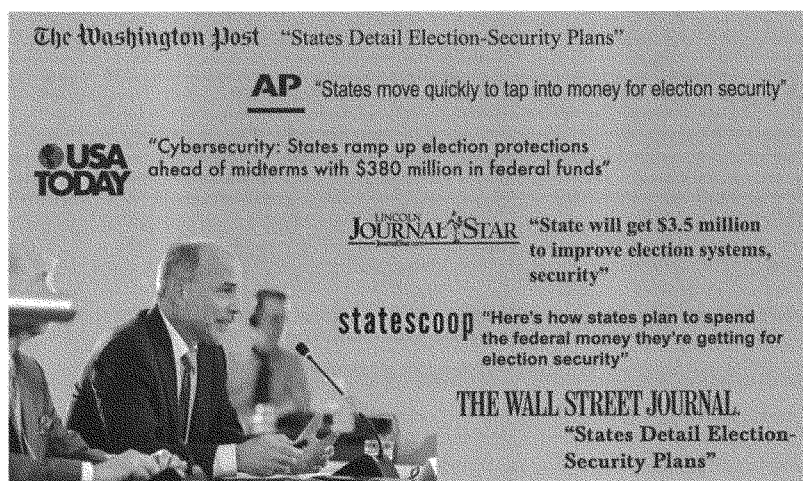 The Washington Post "States Detail Election-Security Plans"
AP "States move quickly to tap into money for election security"
USA TODAY
"Cybersecurity: States ramp up election protections
ahead of midterms with $380 million in federal funds"
LINCOLN
JOURNAL STAR
"State will get $3.5 million
to improve election systems,
security"
statescoop
"Here's how states plan to spend
the federal money they're getting for
election security"
THE WALL STREET JOURNAL.
"States Detail Election-
Security Plans"